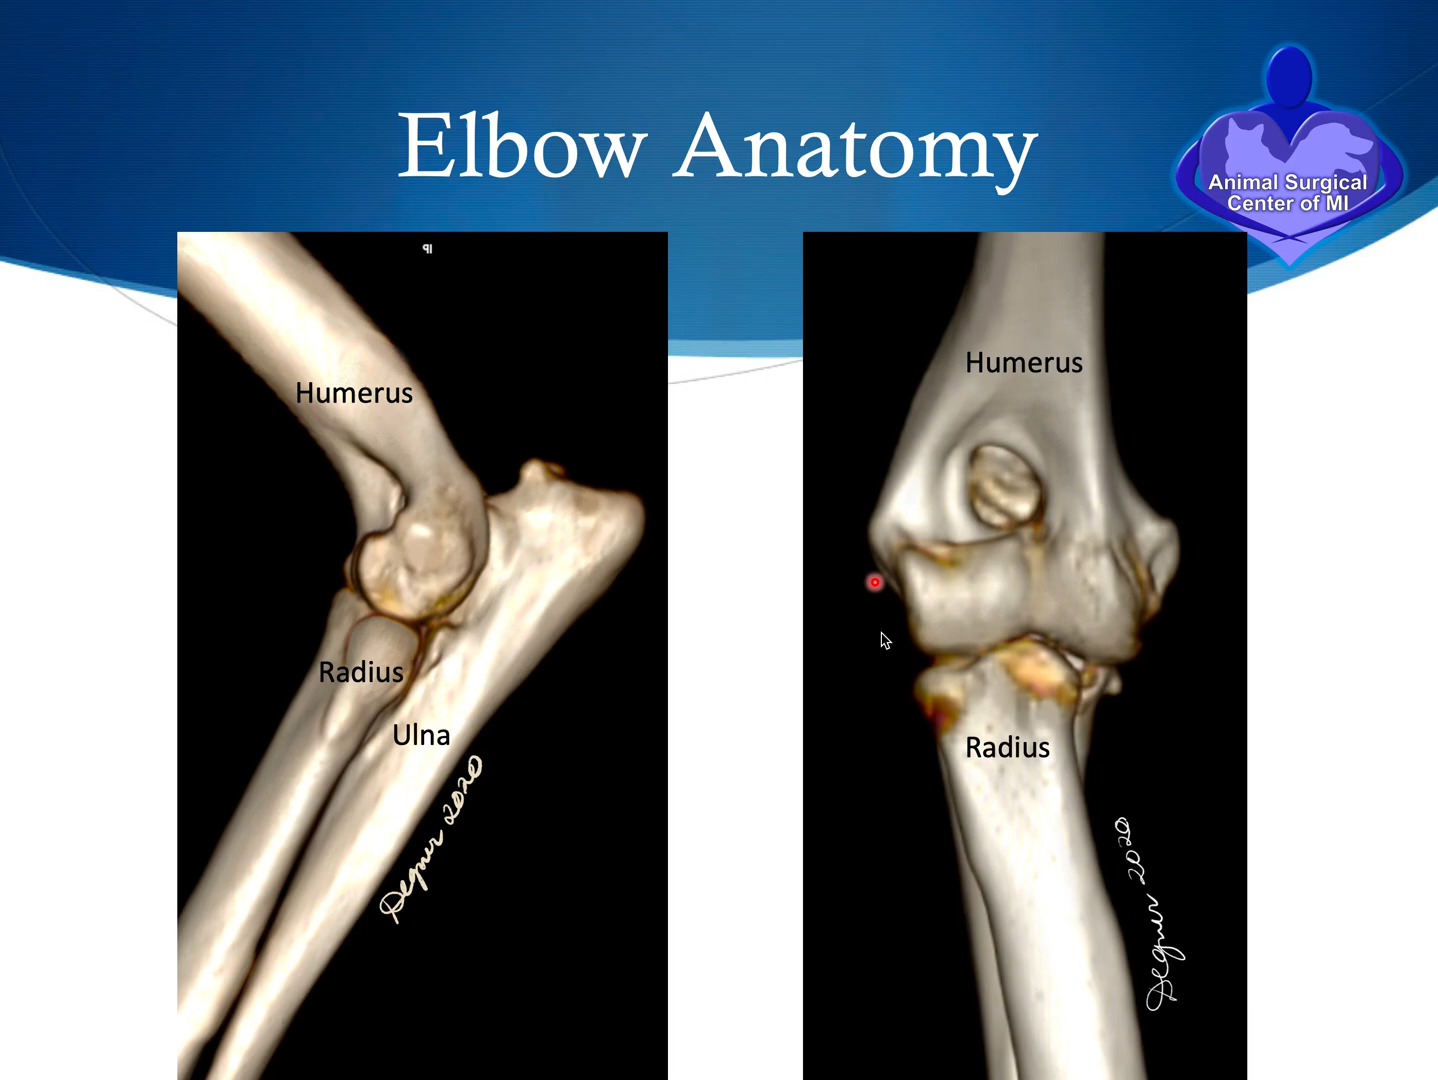 Elbow Anatomy
Animal Surgical
Center of MI
Humerus
Radius
Ulna
Degner 2020
Humerus
Radius
Degner 2020